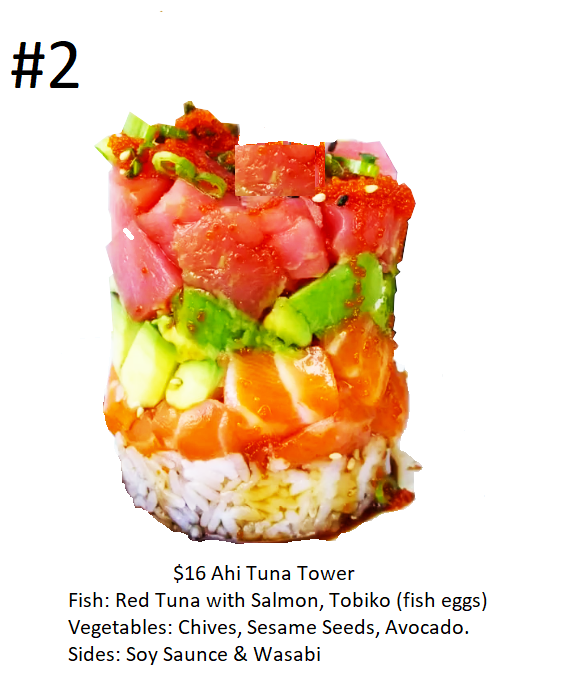 #2
$16 Ahi Tuna Tower
Fish: Red Tuna with Salmon, Tobiko (fish eggs)
Vegetables: Chives, Sesame Seeds, Avocado.
Sides: Soy Saunce & Wasabi